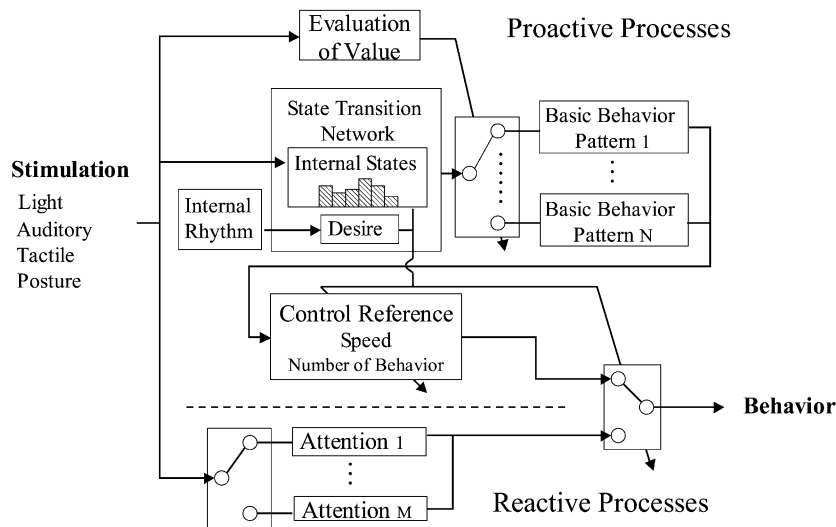 Evaluation
of Value
Proactive Processes
State Transition
Network
Internal States
Basic Behavior
Pattern 1
Stimulation
Light
Auditory
Tactile
Posture
Internal
Rhythm
Desire
Basic Behavior
Pattern N
Control Reference
Speed
Number of Behavior
Behavior
Attention 1
Attention M
Reactive Processes